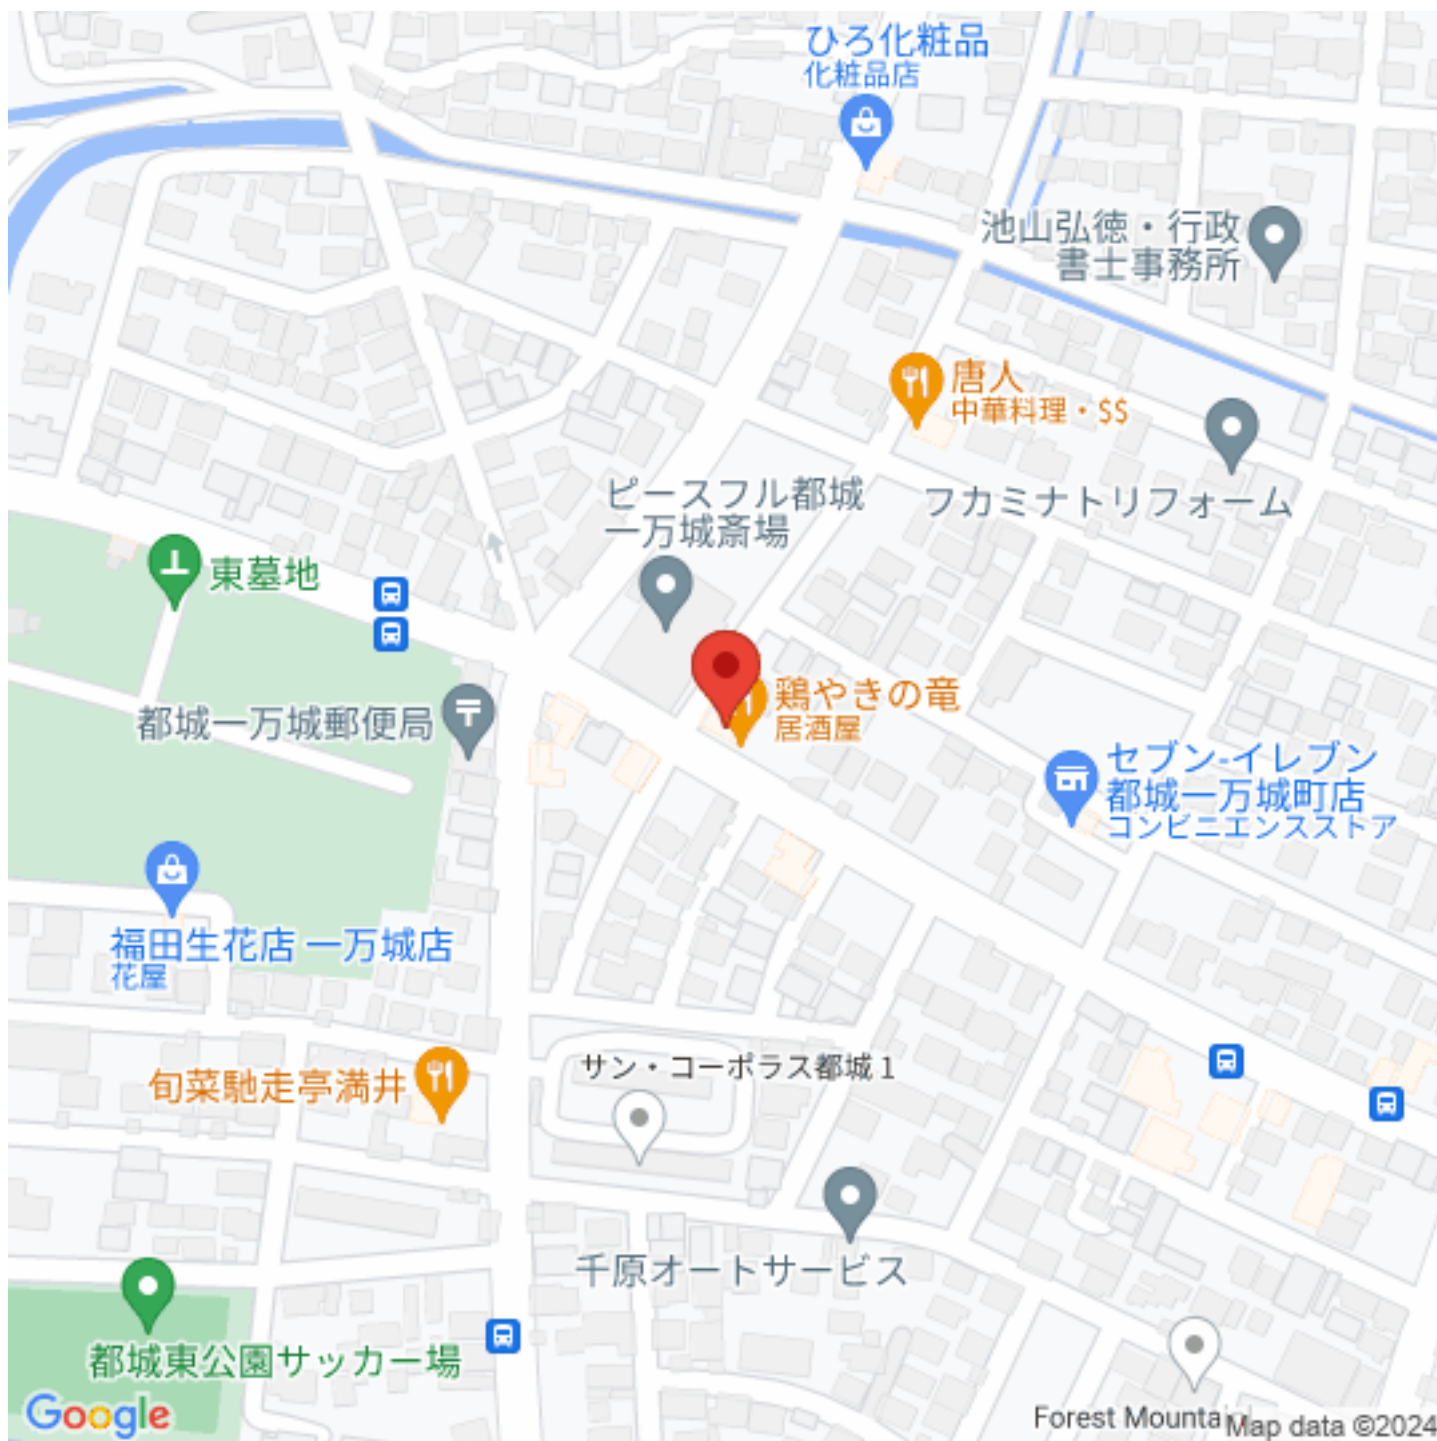 ひろ化粧品
化粧品店
池山弘徳・行政
書士事務所
唐人
中華料理・$$
ピースフル都城
一万城斎場
フカミナトリフォーム
東墓地
鶏やきの竜
居酒屋
都城一万城郵便局
セブン-イレブン
都城一万城町店
コンビニエンスストア
福田生花店 一万城店
花屋
サン・コーポラス都城1
旬菜馳走亭満井
千原オートサービス
都城東公園サッカー場
Google
Forest Mounta
Map data ©2024